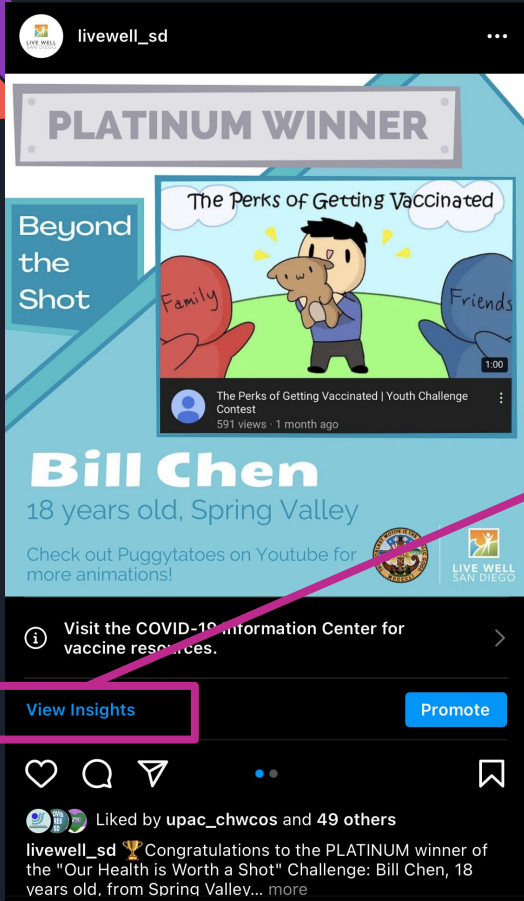 livewell_sd
LIVE WELL
SAN DIEGO
PLATINUM WINNER
Beyond
the
Shot
The Perks of Getting Vaccinated
Family
Friends
1:00
The Perks of Getting Vaccinated | Youth Challenge
Contest
591 views · 1 month ago
Bill Chen
18 years old, Spring Valley
Check out Puggytatoes on Youtube for
more animations!
LIVE WELL
SAN DIEGO
Visit the COVID-19 Information Center for
vaccine resources.
View Insights
Promote
Liked by upac_chwcos and 49 others
livewell_sd 🏆Congratulations to the PLATINUM winner of
the "Our Health is Worth a Shot" Challenge: Bill Chen, 18
years old, from Spring Valley... more